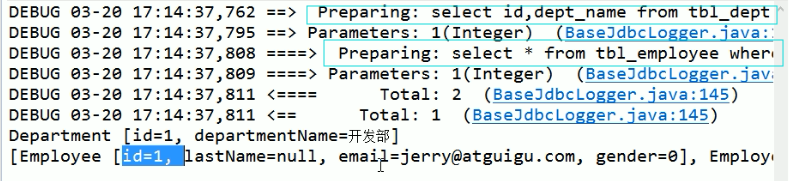 DEBUG 03-20 17:14:37,762 ==>  Preparing: select id,dept_name from tbl_dept
DEBUG 03-20 17:14:37,795 ==> Parameters: 1(Integer)  (BaseJdbcLogger.java:
DEBUG 03-20 17:14:37,808 ====>  Preparing: select * from tbl_employee where
DEBUG 03-20 17:14:37,809 ====> Parameters: 1(Integer)  (BaseJdbcLogger.java
DEBUG 03-20 17:14:37,811 <====      Total: 2  (BaseJdbcLogger.java:145)
DEBUG 03-20 17:14:37,811 <==      Total: 1  (BaseJdbcLogger.java:145)
Department [id=1, departmentName=开发部]
[Employee [id=1, lastName=null, email=jerry@atguigu.com, gender=0], Employe